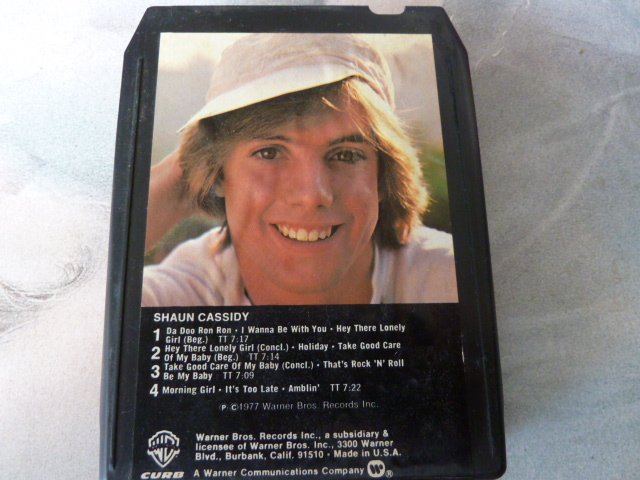 SHAUN CASSIDY
1 Da Doo Ron Ron • I Wanna Be With You • Hey There Lonely
Girl (Beg.) TT 7:17
2 Hey There Lonely Girl (Concl.) • Holiday • Take Good Care
Of My Baby (Beg.) TT 7:14
3 Take Good Care Of My Baby (Concl.) • That's Rock 'N' Roll
Be My Baby TT 7:09
4 Morning Girl • It's Too Late • Amblin' TT 7:22
℗ ©1977 Warner Bros. Records Inc.
WB
CURB
Warner Bros. Records Inc., a subsidiary &
licensee of Warner Bros. Inc., 3300 Warner
Blvd., Burbank, Calif. 91510 • Made in U.S.A.
A Warner Communications Company ®